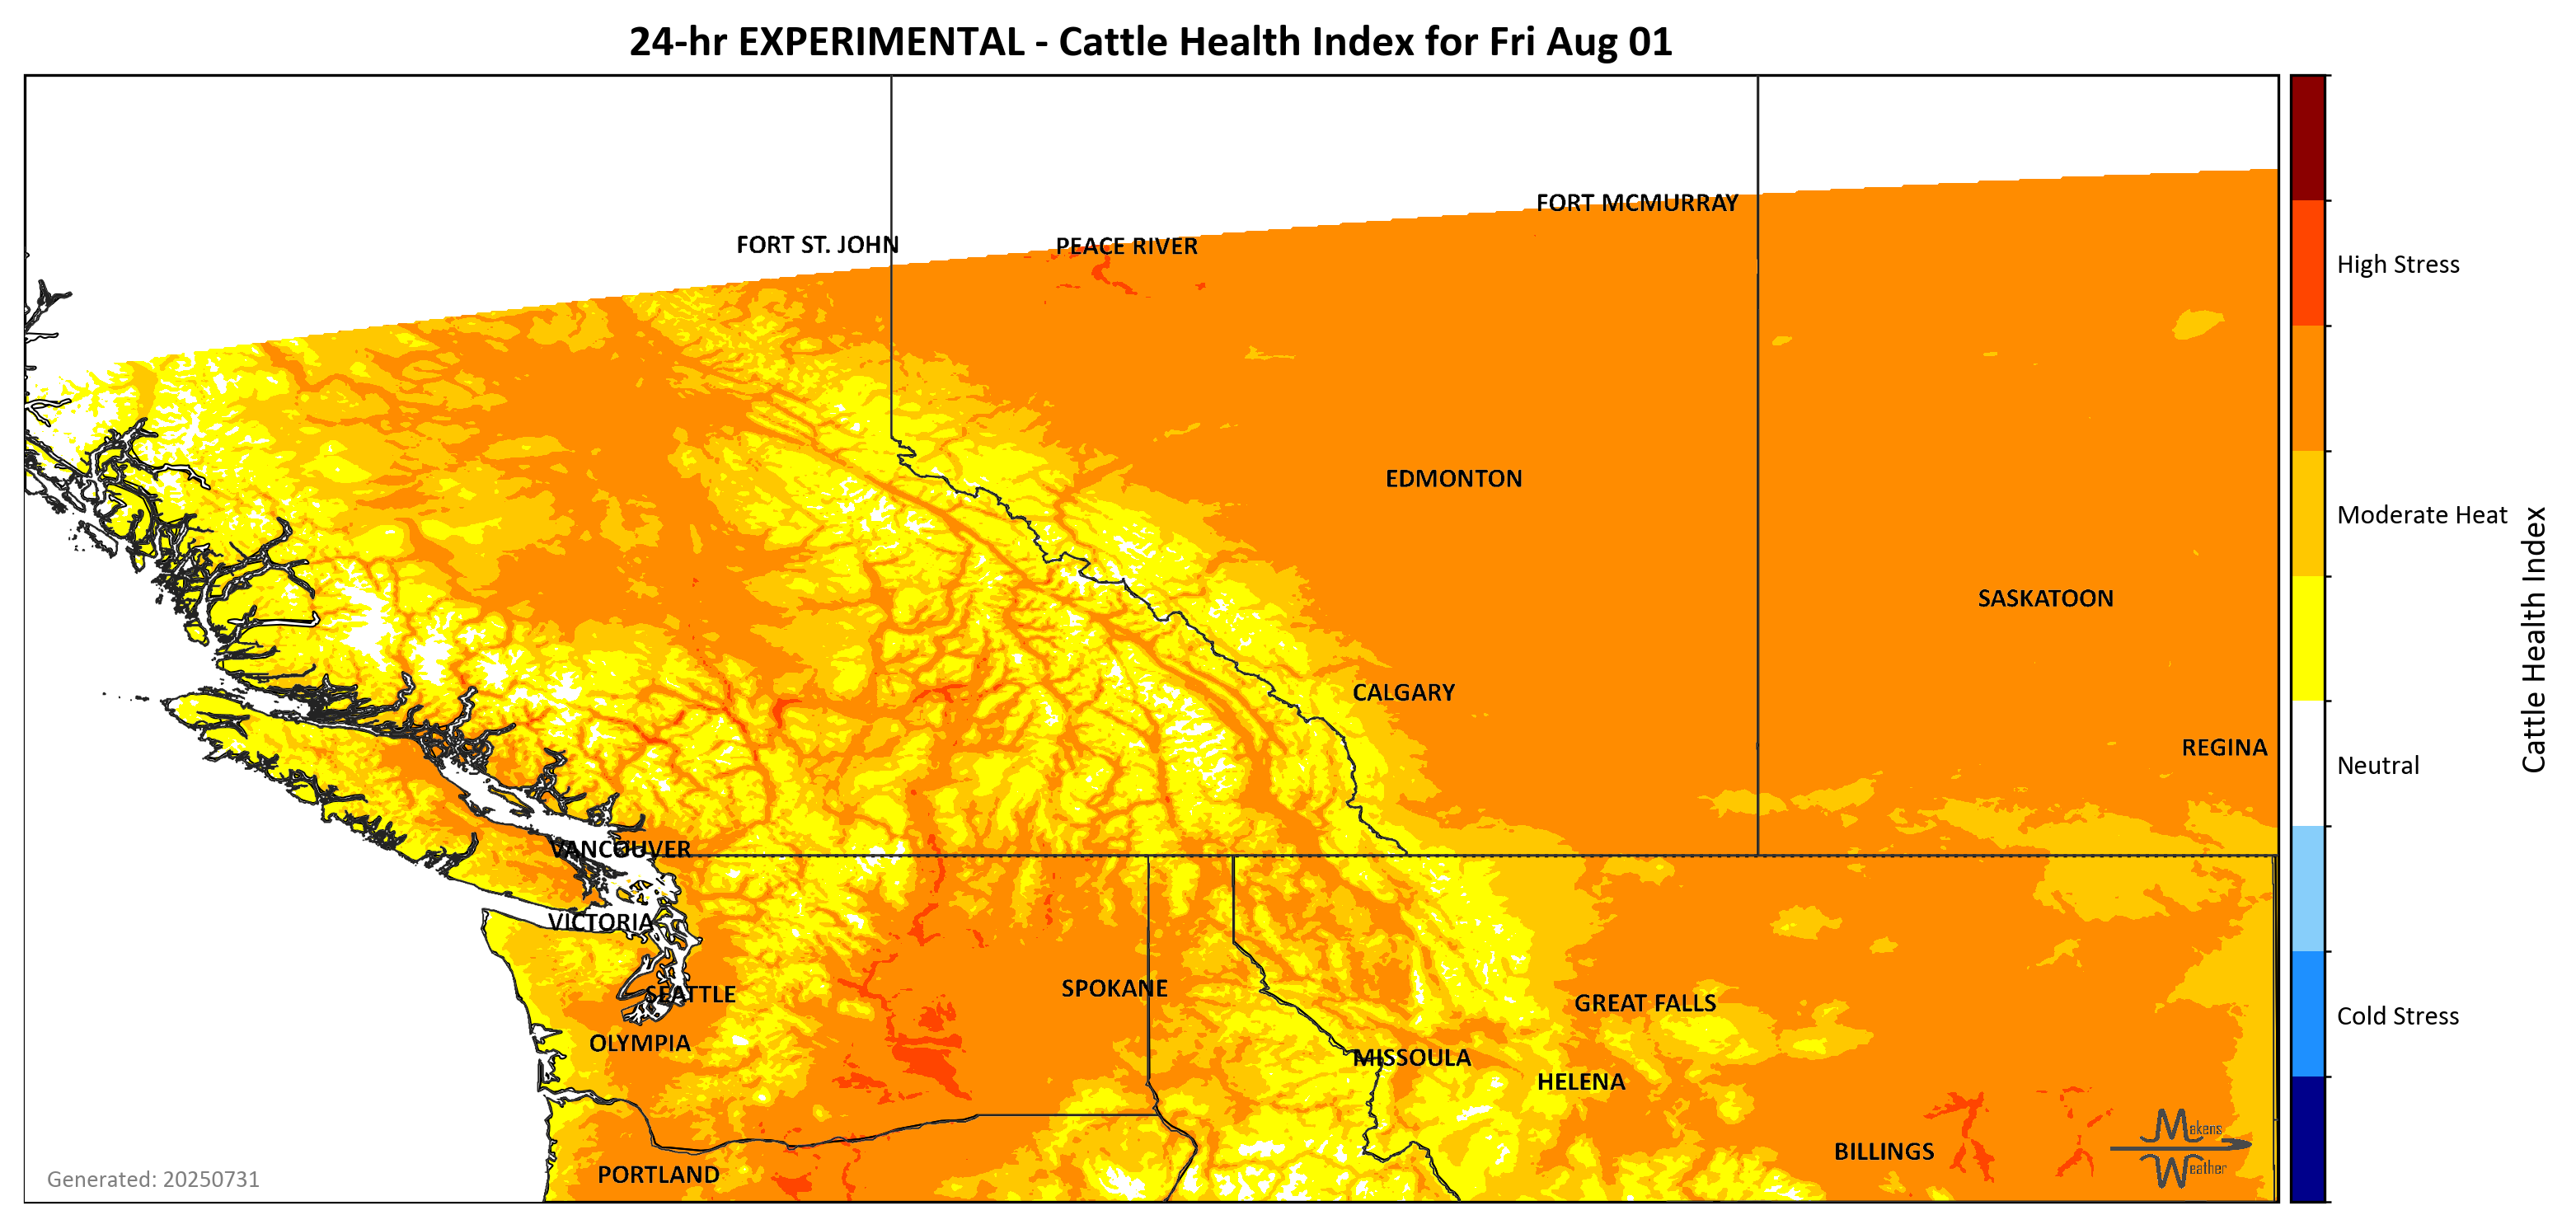 24-hr EXPERIMENTAL - Cattle Health Index for Fri Aug 01
FORT MCMURRAY
FORT ST. JOHN
PEACE RIVER
High Stress
EDMONTON
Moderate Heat
SASKATOON
CALGARY
REGINA
Neutral
Cattle Health Index
VANCOUVER
VICTORIA
SPOKANE
SEATTLE
GREAT FALLS
Cold Stress
OLYMPIA
MISSOULA
HELENA
Makens
Weather
BILLINGS
PORTLAND
Generated: 20250731